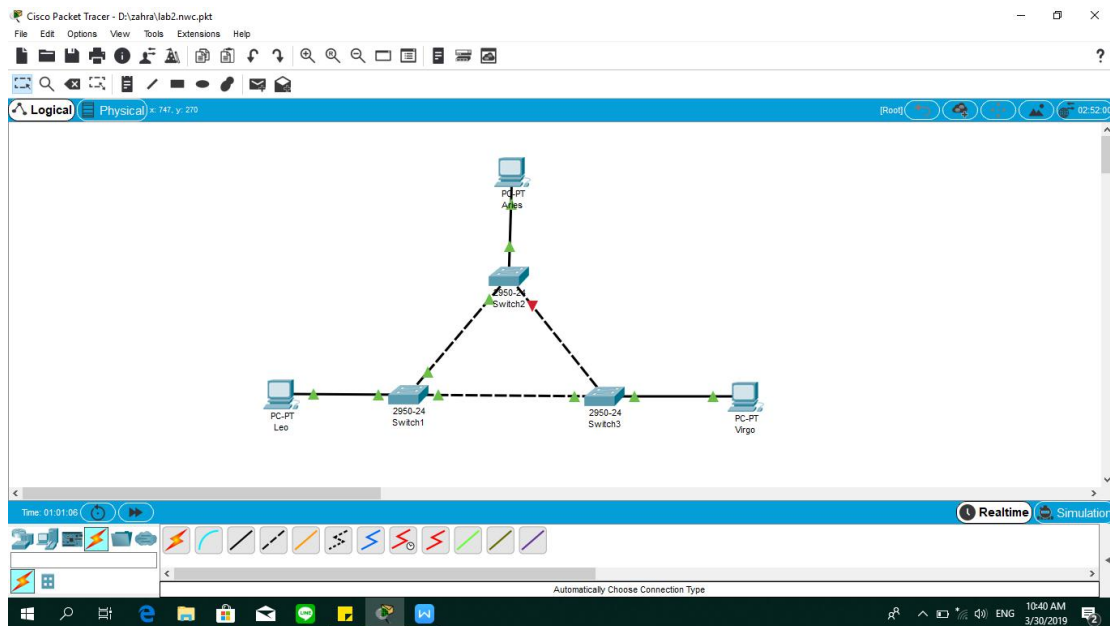 Cisco Packet Tracer - D:\zahra\lab2.nwc.pkt
File Edit Options View Tools Extensions Help
?
Logical Physical x: 747, y: 270 [Root] 02:52:00
PC-PT
Aries
2950-24
Switch2
PC-PT
Leo
2950-24
Switch1
2950-24
Switch3
PC-PT
Virgo
Time: 01:01:06 Realtime Simulation
Automatically Choose Connection Type
ENG 10:40 AM
3/30/2019